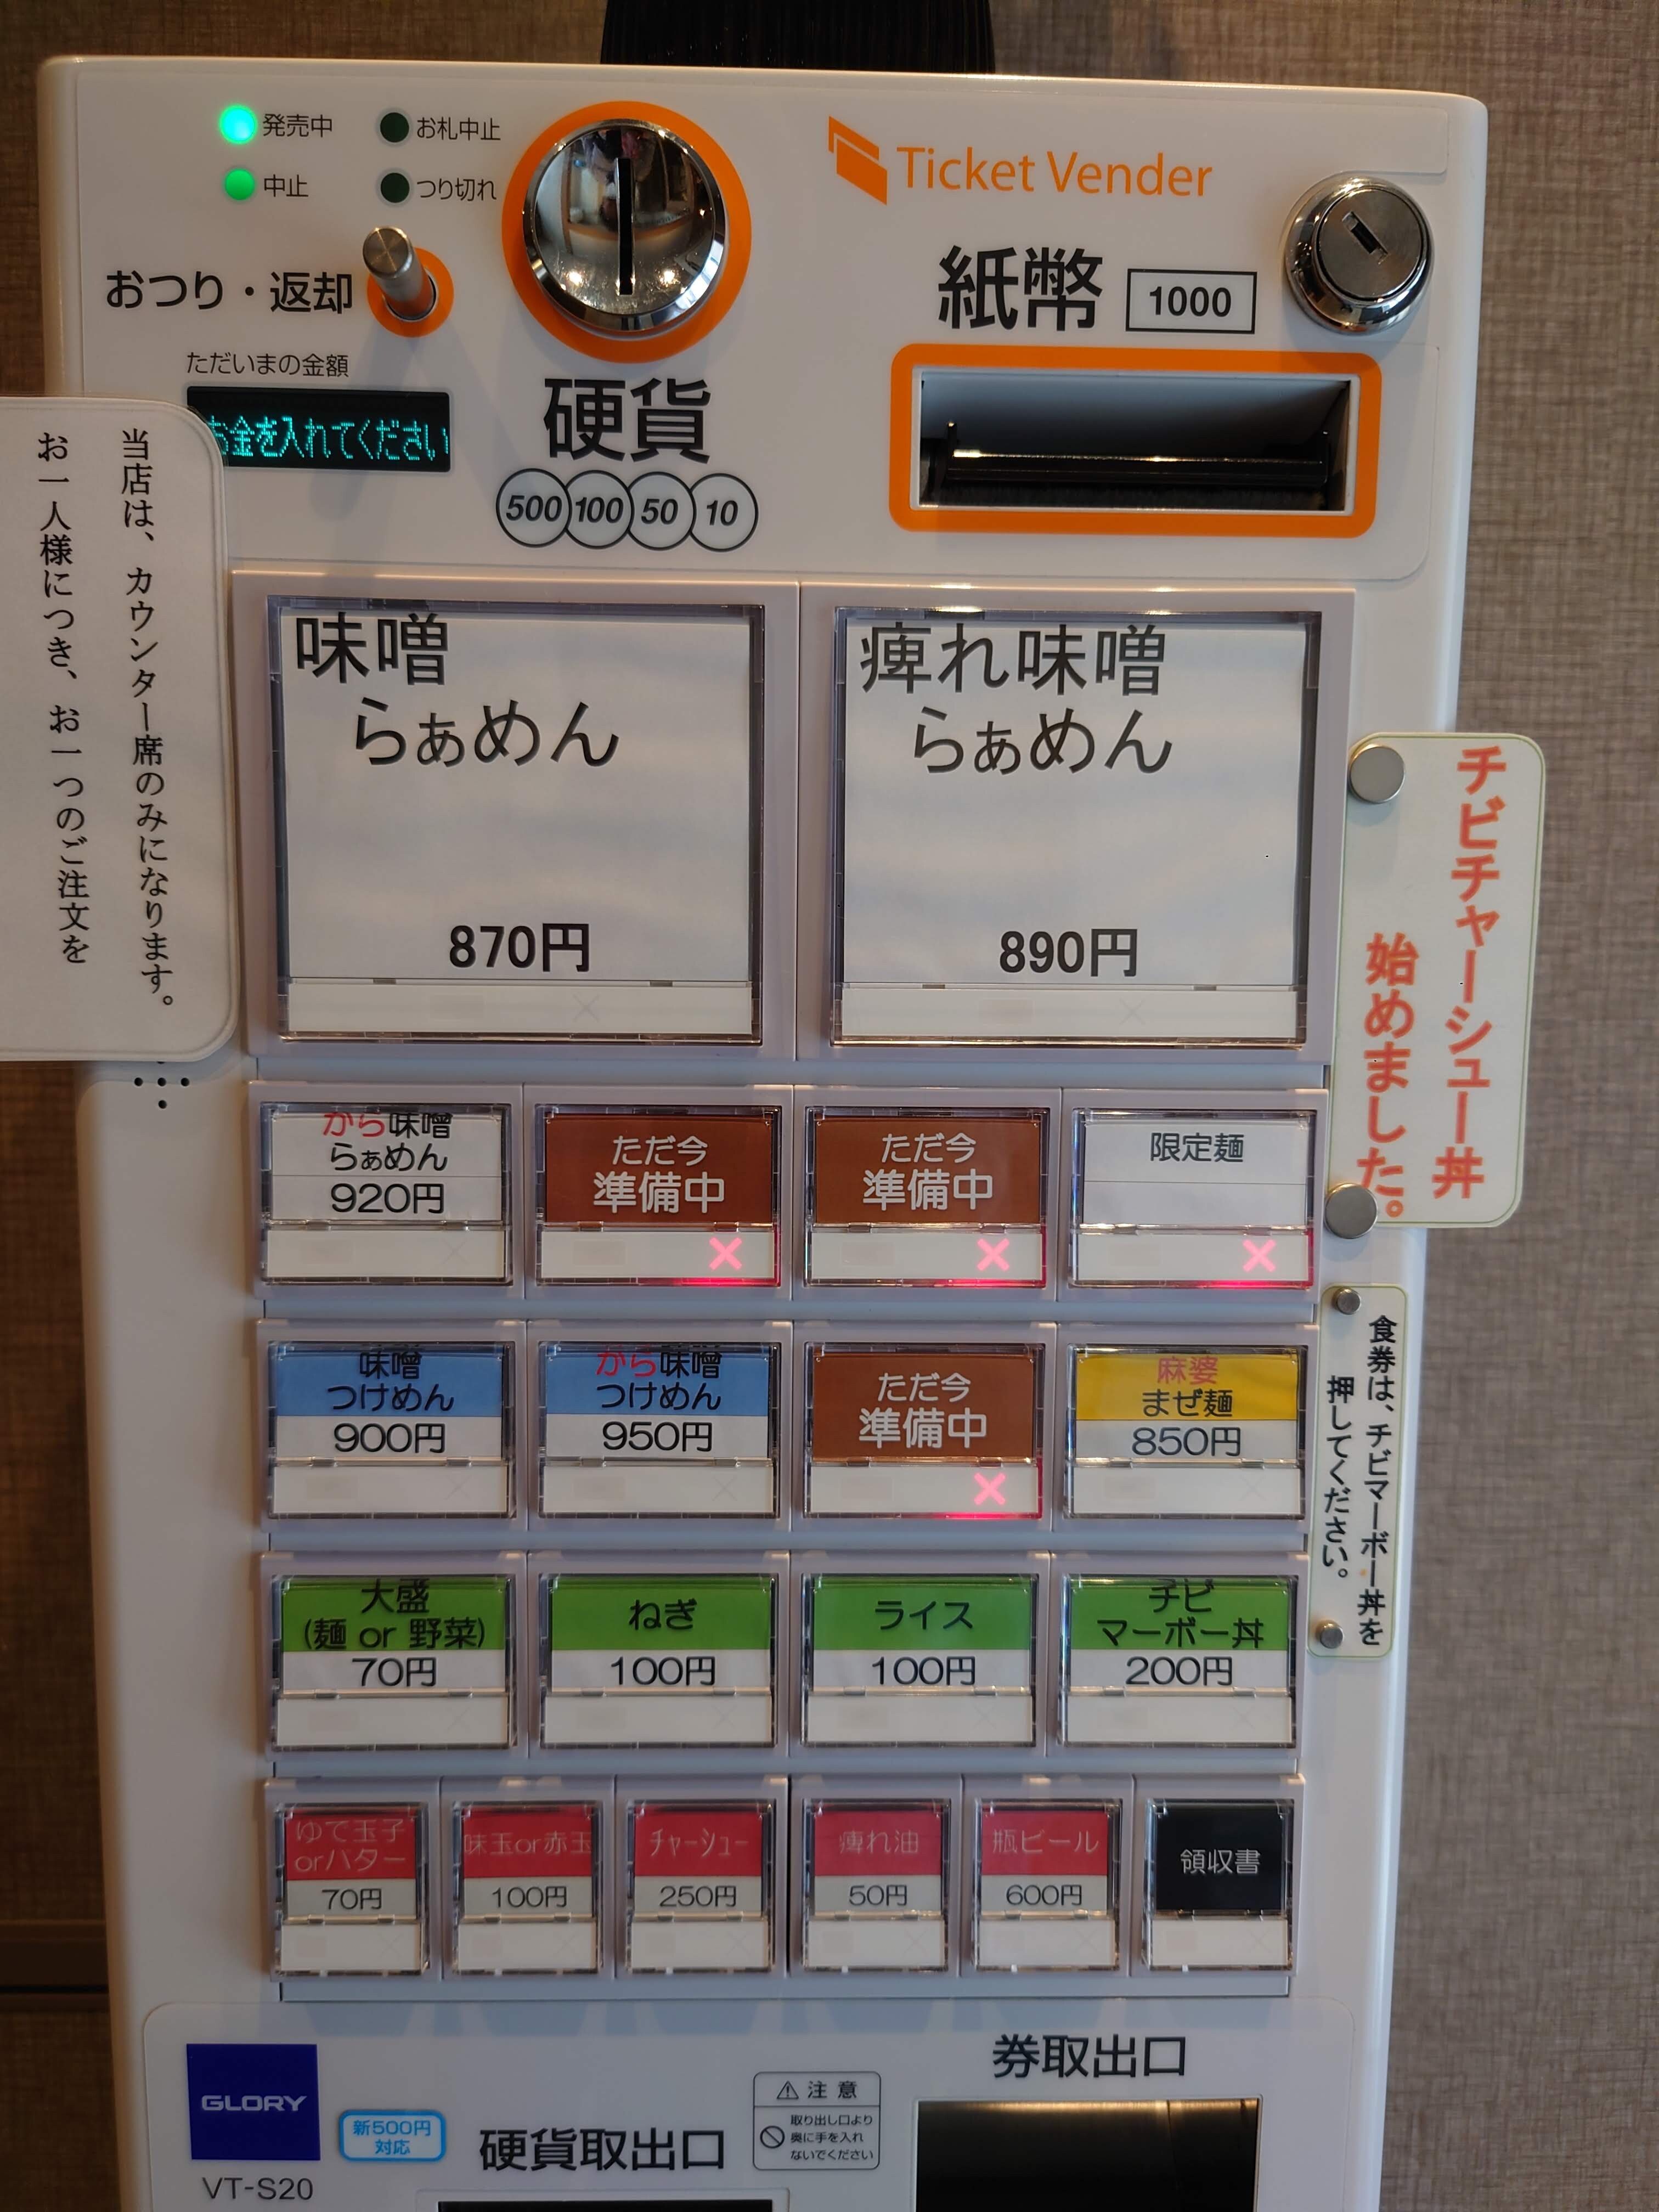 発売中
お札中止
中止
つり切れ
おつり・返却
ただいまの金額
お金を入れてください
硬貨
500 100 50 10
Ticket Vender
紙幣 1000
当店は、カウンター席のみになります。
お一人様につき、お一つのご注文を
味噌
らぁめん
870円
痺れ味噌
らぁめん
890円
チビチャーシュー丼
始めました。
から味噌
らぁめん
920円
ただ今
準備中
×
ただ今
準備中
×
限定麺
×
味噌
つけめん
900円
から味噌
つけめん
950円
ただ今
準備中
×
麻婆
まぜ麺
850円
食券は、チビマーボー丼を
押してください。
大盛
(麺 or 野菜)
70円
ねぎ
100円
ライス
100円
チビ
マーボー丼
200円
ゆで玉子
orバター
70円
味玉or赤玉
100円
チャーシュー
250円
痺れ油
50円
瓶ビール
600円
領収書
GLORY
VT-S20
新500円
対応
硬貨取出口
注意
取り出し口より
奥に手を入れ
ないでください
券取出口